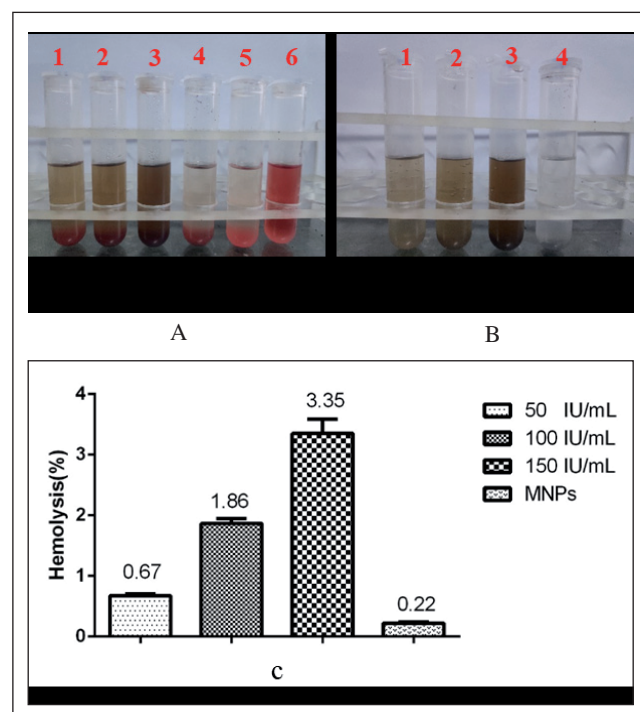 1 2 3 4 5 6
1 2 3 4
A
B
4
3
2
1
0
Hemolysis(%)
0.67
1.86
3.35
0.22
50 IU/mL
100 IU/mL
150 IU/mL
MNPs
c